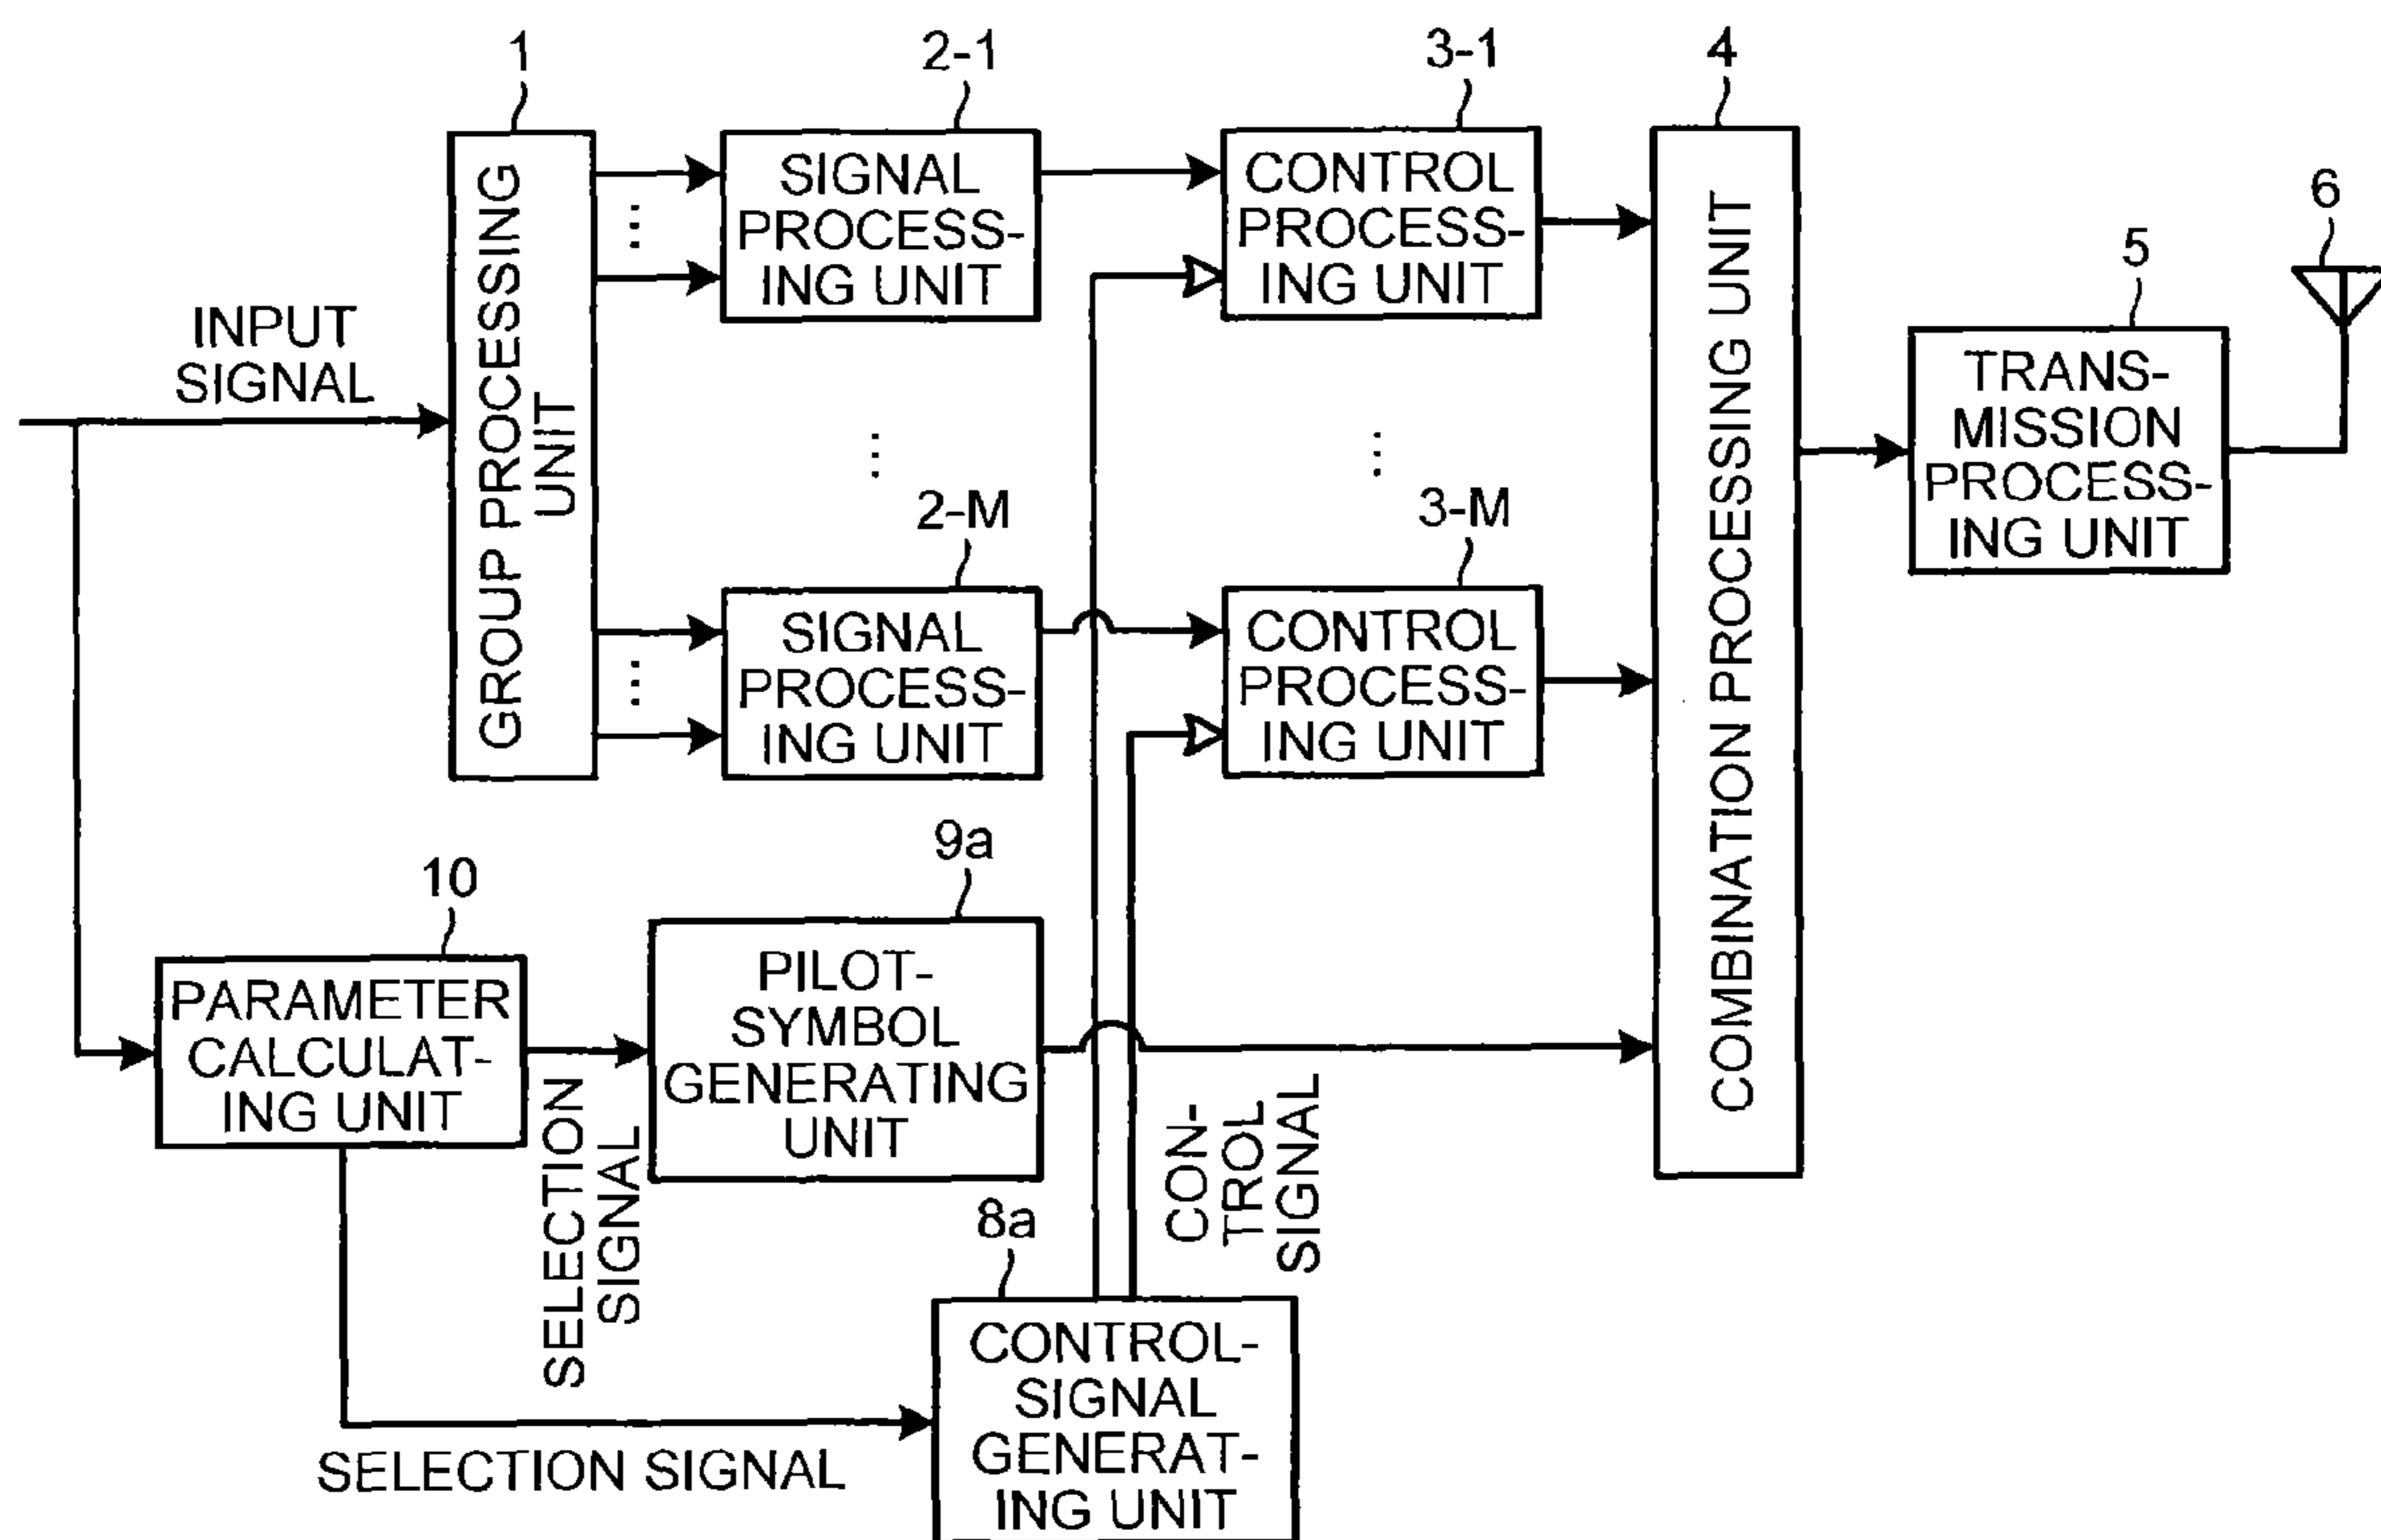 1
2-1
3-1
4
6
5
GROUP PROCESSING
UNIT
SIGNAL
PROCESS-
ING UNIT
CONTROL
PROCESS-
ING UNIT
COMBINATION PROCESSING UNIT
INPUT
SIGNAL
TRANS-
MISSION
PROCESS-
ING UNIT
...
...
...
2-M
3-M
SIGNAL
PROCESS-
ING UNIT
...
CONTROL
PROCESS-
ING UNIT
10
9a
PARAMETER
CALCULAT-
ING UNIT
SELECTION
SIGNAL
PILOT-
SYMBOL
GENERATING
UNIT
CON-
TROL
SIGNAL
8a
SELECTION SIGNAL
CONTROL-
SIGNAL
GENERAT-
ING UNIT